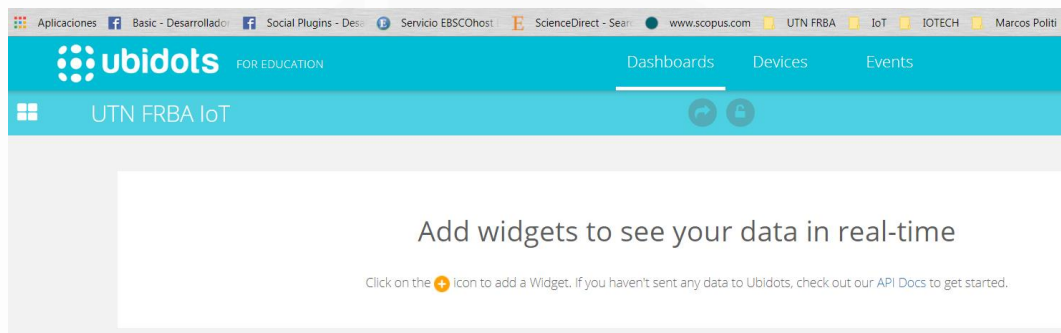 Aplicaciones Basic - Desarrollador Social Plugins - Desa Servicio EBSCOhost ScienceDirect - Sear www.scopus.com UTN FRBA IoT IOTECH Marcos Politi
ubidots FOR EDUCATION Dashboards Devices Events
UTN FRBA IoT
Add widgets to see your data in real-time
Click on the + icon to add a Widget. If you haven't sent any data to Ubidots, check out our API Docs to get started.